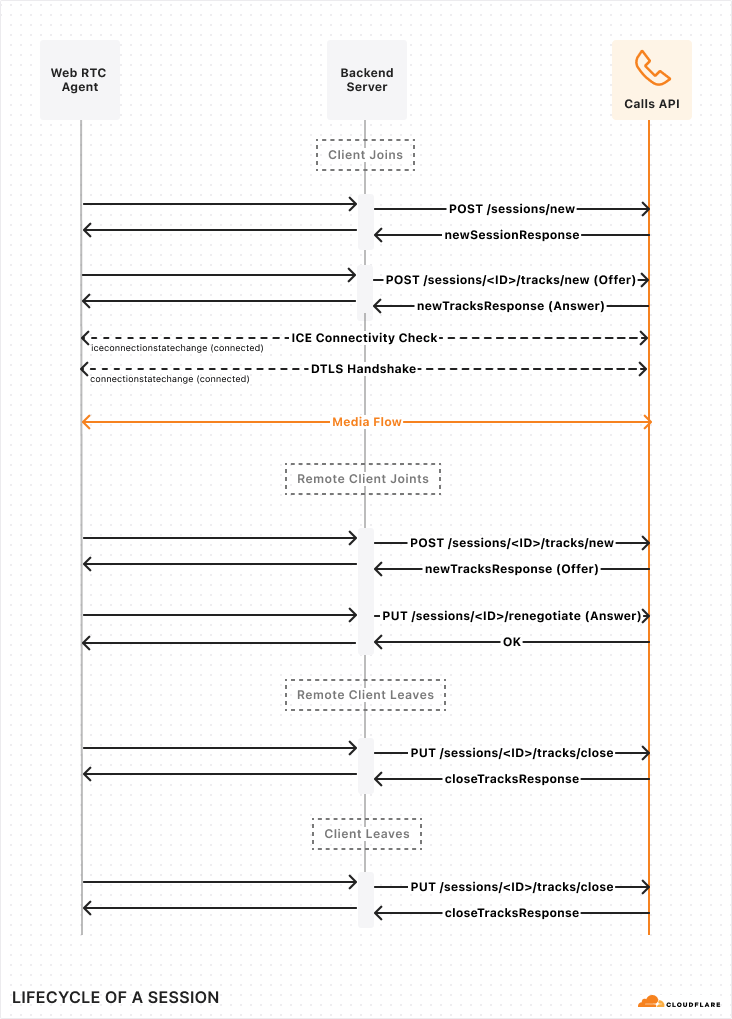 Web RTC
Agent
Backend
Server
Calls API
Client Joins
POST /sessions/new
newSessionResponse
POST /sessions/<ID>/tracks/new (Offer)
newTracksResponse (Answer)
ICE Connectivity Check
iceconnectionstatechange (connected)
DTLS Handshake
connectionstatechange (connected)
Media Flow
Remote Client Joints
POST /sessions/<ID>/tracks/new
newTracksResponse (Offer)
PUT /sessions/<ID>/renegotiate (Answer)
OK
Remote Client Leaves
PUT /sessions/<ID>/tracks/close
closeTracksResponse
Client Leaves
PUT /sessions/<ID>/tracks/close
closeTracksResponse
LIFECYCLE OF A SESSION
CLOUDFLARE